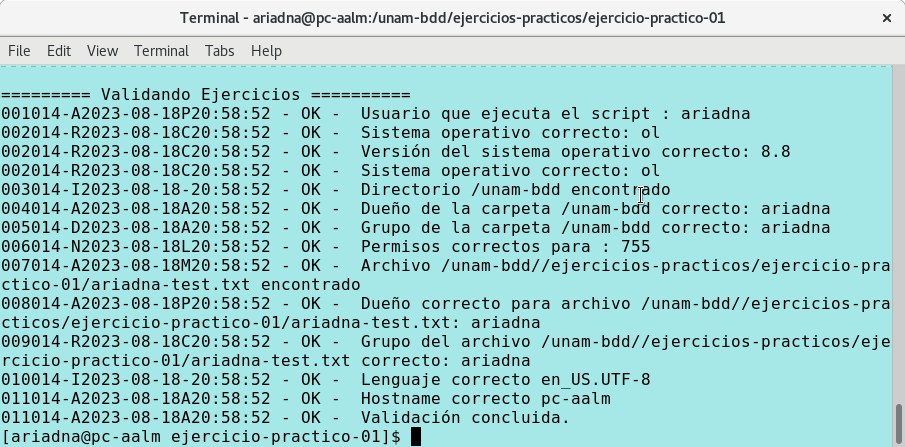 Terminal - ariadna@pc-aalm:/unam-bdd/ejercicios-practicos/ejercicio-practico-01
File Edit View Terminal Tabs Help
========= Validando Ejercicios ==========
001014-A2023-08-18P20:58:52 - OK -  Usuario que ejecuta el script : ariadna
002014-R2023-08-18C20:58:52 - OK -  Sistema operativo correcto: ol
002014-R2023-08-18C20:58:52 - OK -  Versión del sistema operativo correcto: 8.8
002014-R2023-08-18C20:58:52 - OK -  Sistema operativo correcto: ol
003014-I2023-08-18-20:58:52 - OK -  Directorio /unam-bdd encontrado
004014-A2023-08-18A20:58:52 - OK -  Dueño de la carpeta /unam-bdd correcto: ariadna
005014-D2023-08-18A20:58:52 - OK -  Grupo de la carpeta /unam-bdd correcto: ariadna
006014-N2023-08-18L20:58:52 - OK -  Permisos correctos para : 755
007014-A2023-08-18M20:58:52 - OK -  Archivo /unam-bdd//ejercicios-practicos/ejercicio-pra
ctico-01/ariadna-test.txt encontrado
008014-A2023-08-18P20:58:52 - OK -  Dueño correcto para archivo /unam-bdd//ejercicios-pra
cticos/ejercicio-practico-01/ariadna-test.txt: ariadna
009014-R2023-08-18C20:58:52 - OK -  Grupo del archivo /unam-bdd//ejercicios-practicos/eje
rcicio-practico-01/ariadna-test.txt correcto: ariadna
010014-I2023-08-18-20:58:52 - OK -  Lenguaje correcto en_US.UTF-8
011014-A2023-08-18A20:58:52 - OK -  Hostname correcto pc-aalm
011014-A2023-08-18A20:58:52 - OK -  Validación concluida.
[ariadna@pc-aalm ejercicio-practico-01]$